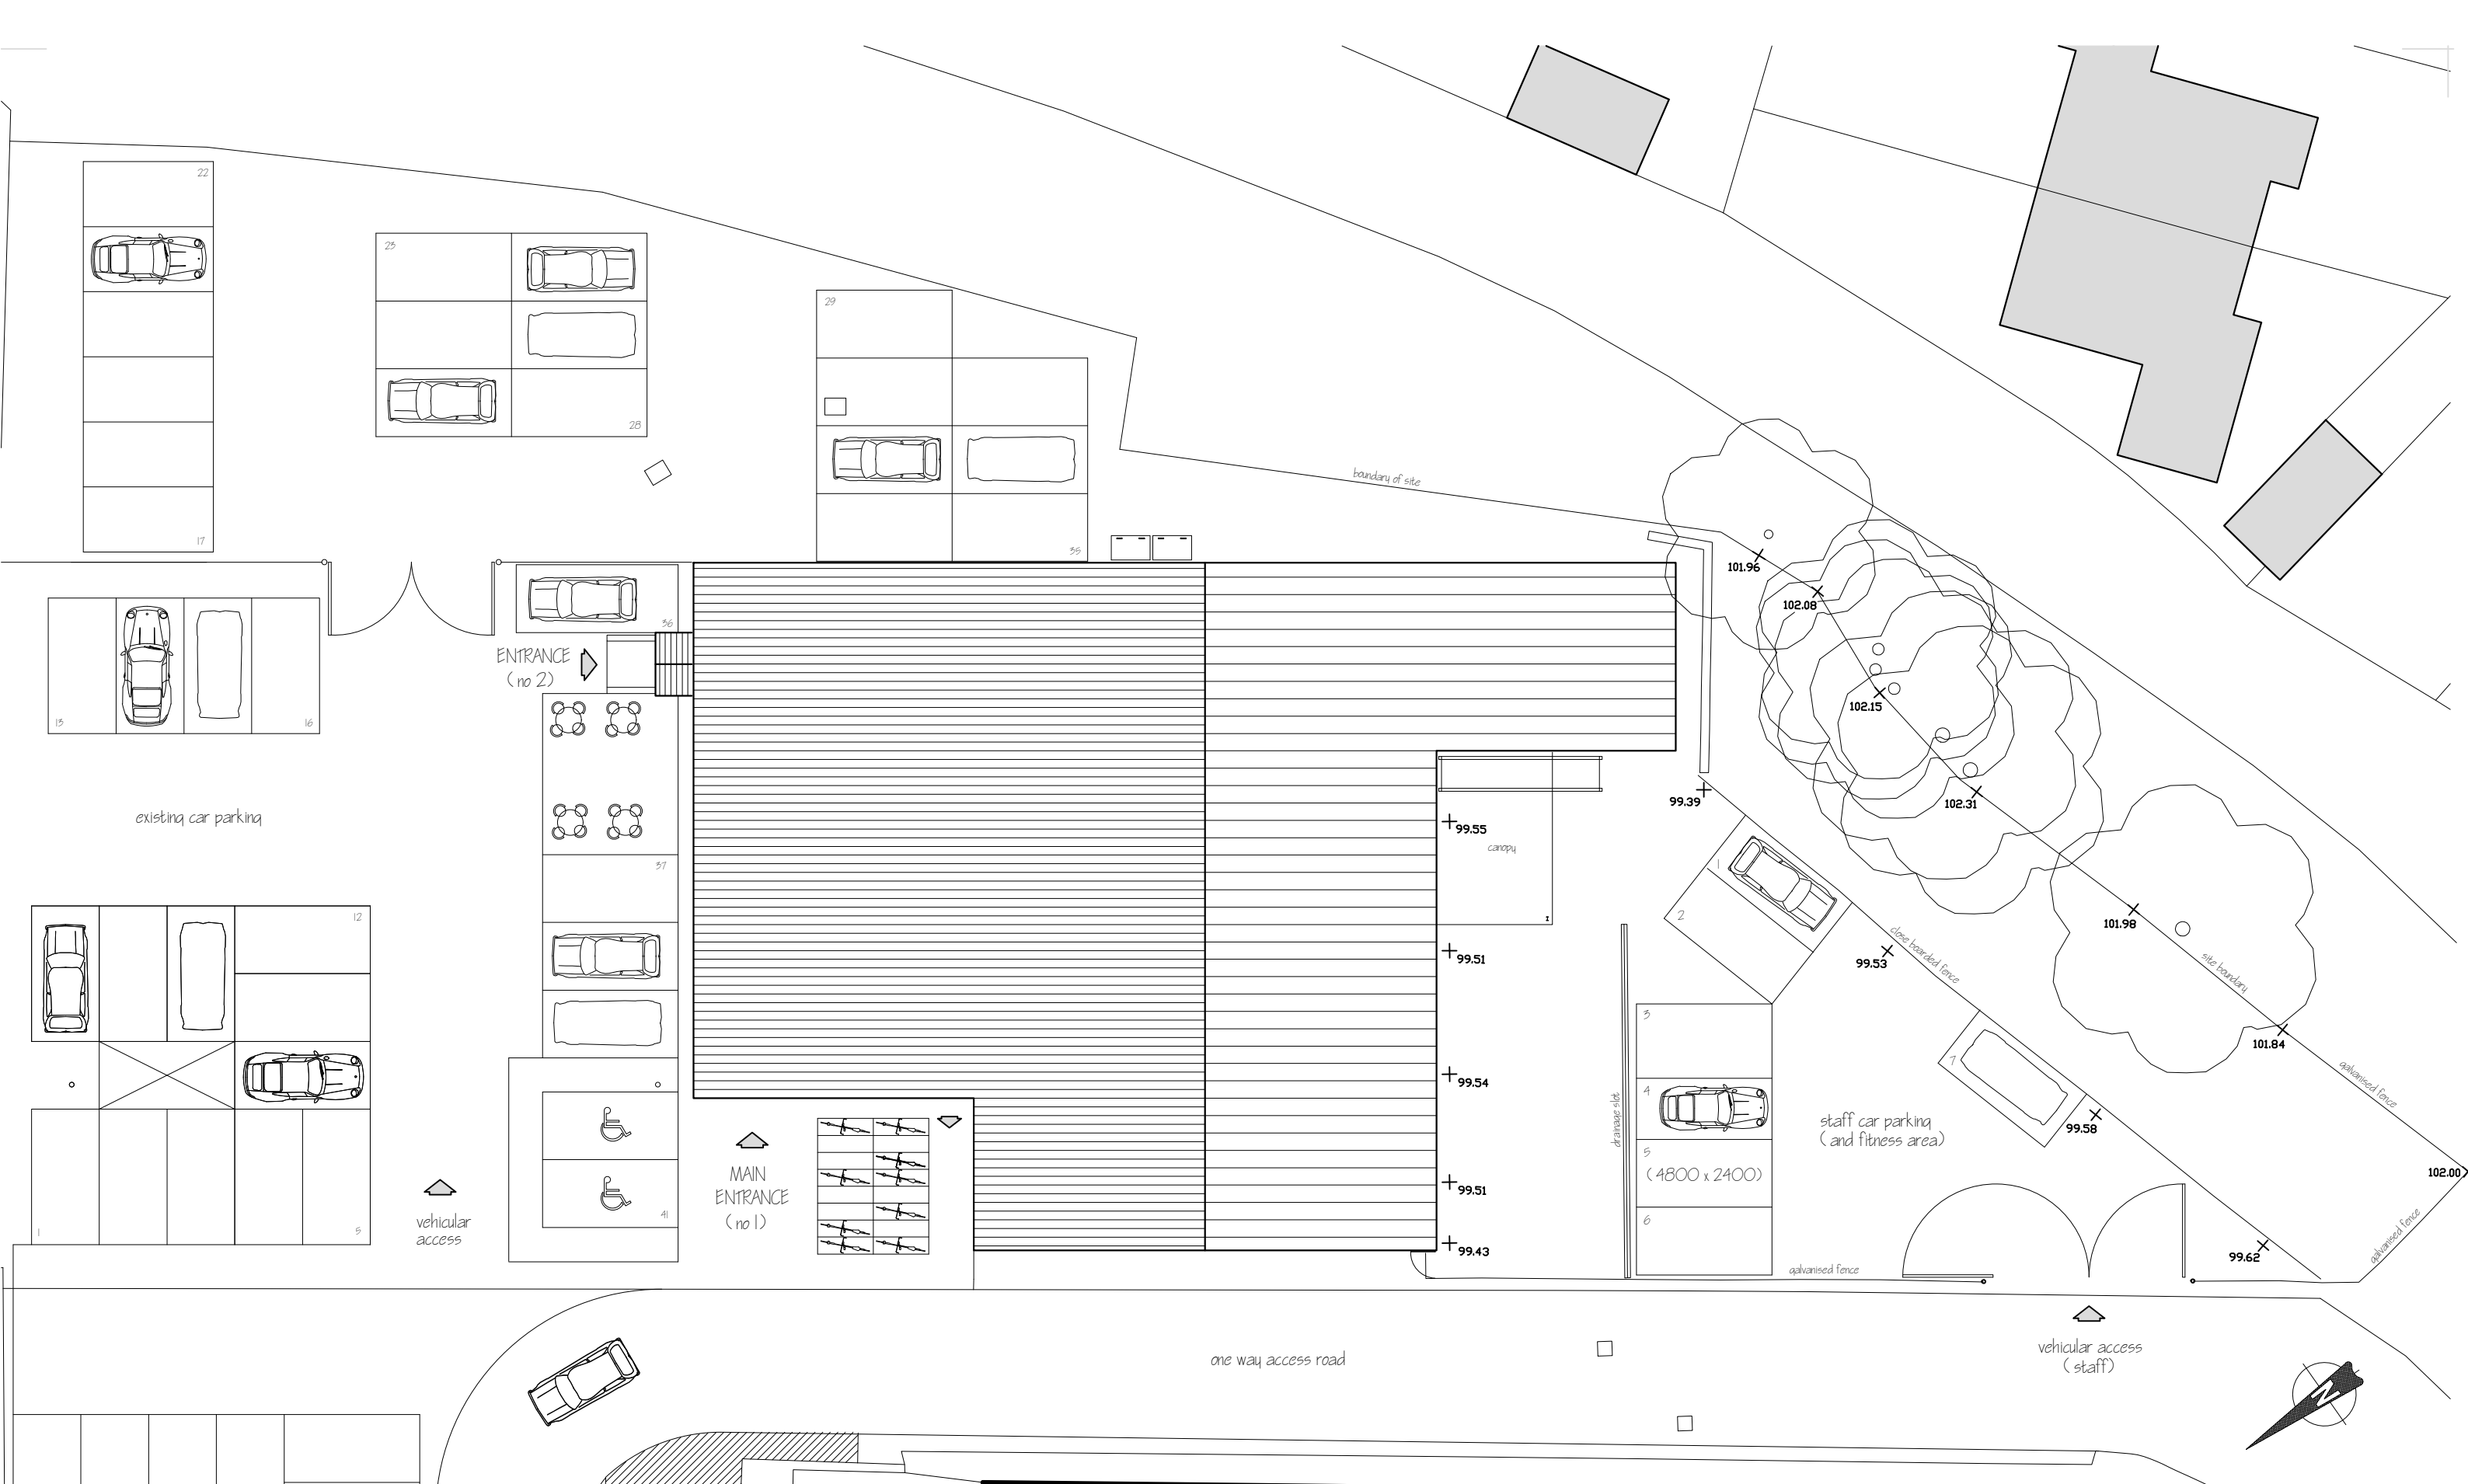 22
23
29
28
17
35
boundary of site
36
ENTRANCE
(no 2)
13
16
existing car parking
37
12
1
5
vehicular
access
41
MAIN
ENTRANCE
(no 1)
101.96
102.08
102.15
102.31
99.39
99.55
canopy
99.51
99.54
99.51
99.43
drainage slot
1
2
3
4
5
(4800 x 2400)
6
7
close boarded fence
99.53
101.98
site boundary
101.84
galvanised fence
99.58
staff car parking
(and fitness area)
102.00
galvanised fence
99.62
galvanised fence
one way access road
vehicular access
(staff)
N